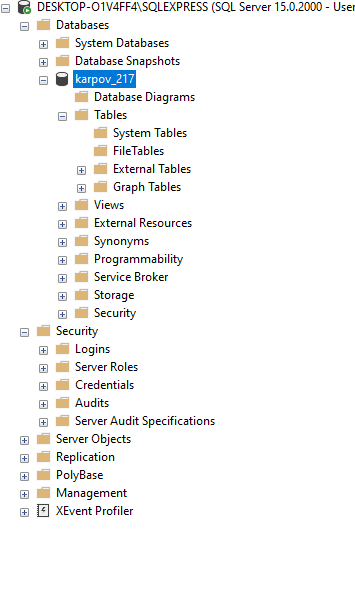 DESKTOP-O1V4FF4\SQLEXPRESS (SQL Server 15.0.2000 - User
Databases
System Databases
Database Snapshots
karpov_217
Database Diagrams
Tables
System Tables
FileTables
External Tables
Graph Tables
Views
External Resources
Synonyms
Programmability
Service Broker
Storage
Security
Security
Logins
Server Roles
Credentials
Audits
Server Audit Specifications
Server Objects
Replication
PolyBase
Management
XEvent Profiler